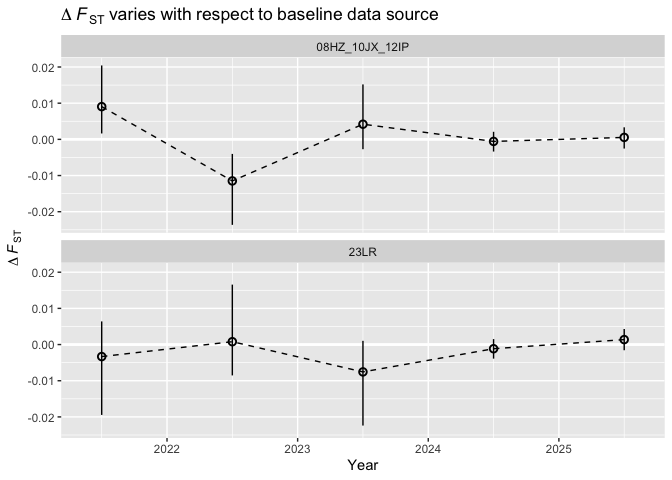 Δ FST varies with respect to baseline data source
08HZ_10JX_12IP
0.02
0.01
0.00
-0.01
-0.02
Δ FST
23LR
0.02
0.01
0.00
-0.01
-0.02
2022 2023 2024 2025
Year